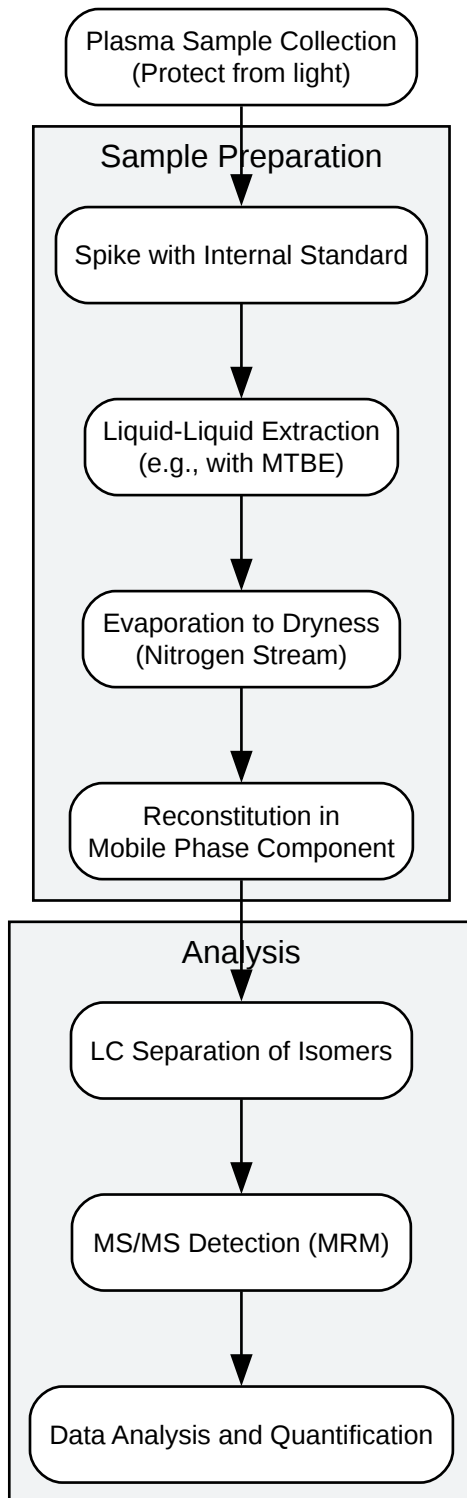 Plasma Sample Collection
(Protect from light)
Sample Preparation
Spike with Internal Standard
Liquid-Liquid Extraction
(e.g., with MTBE)
Evaporation to Dryness
(Nitrogen Stream)
Reconstitution in
Mobile Phase Component
Analysis
LC Separation of Isomers
MS/MS Detection (MRM)
Data Analysis and Quantification